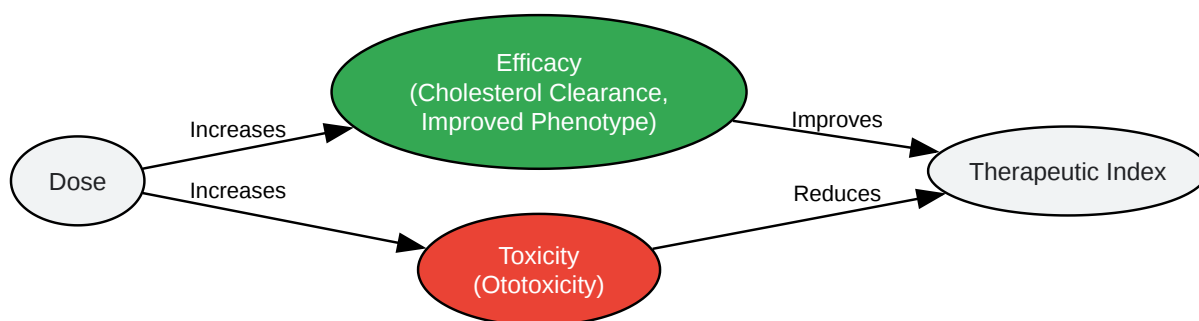 Efficacy
(Cholesterol Clearance,
Improved Phenotype)
Increases
Improves
Dose
Therapeutic Index
Increases
Reduces
Toxicity
(Ototoxicity)